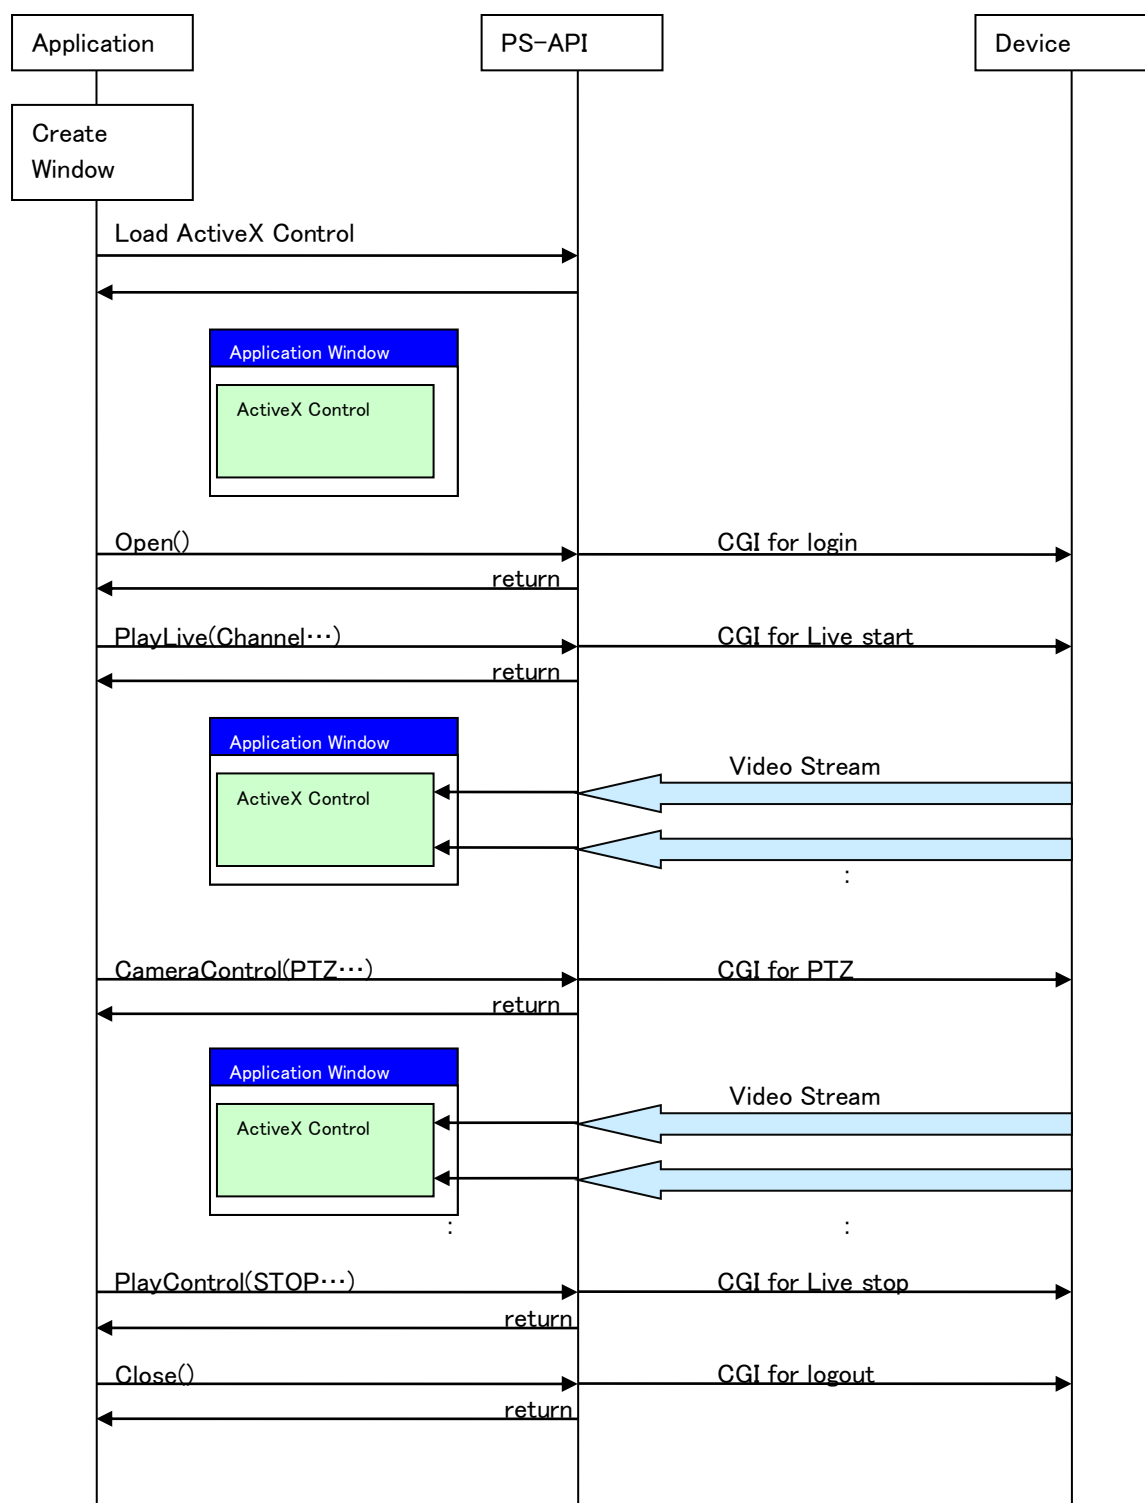 Application
PS-API
Device
Create
Window
Load ActiveX Control
Application Window
ActiveX Control
Open()
CGI for login
return
PlayLive(Channel…)
CGI for Live start
return
Application Window
Video Stream
ActiveX Control
:
CameraControl(PTZ…)
CGI for PTZ
return
Application Window
Video Stream
ActiveX Control
:
:
PlayControl(STOP…)
CGI for Live stop
return
Close()
CGI for logout
return